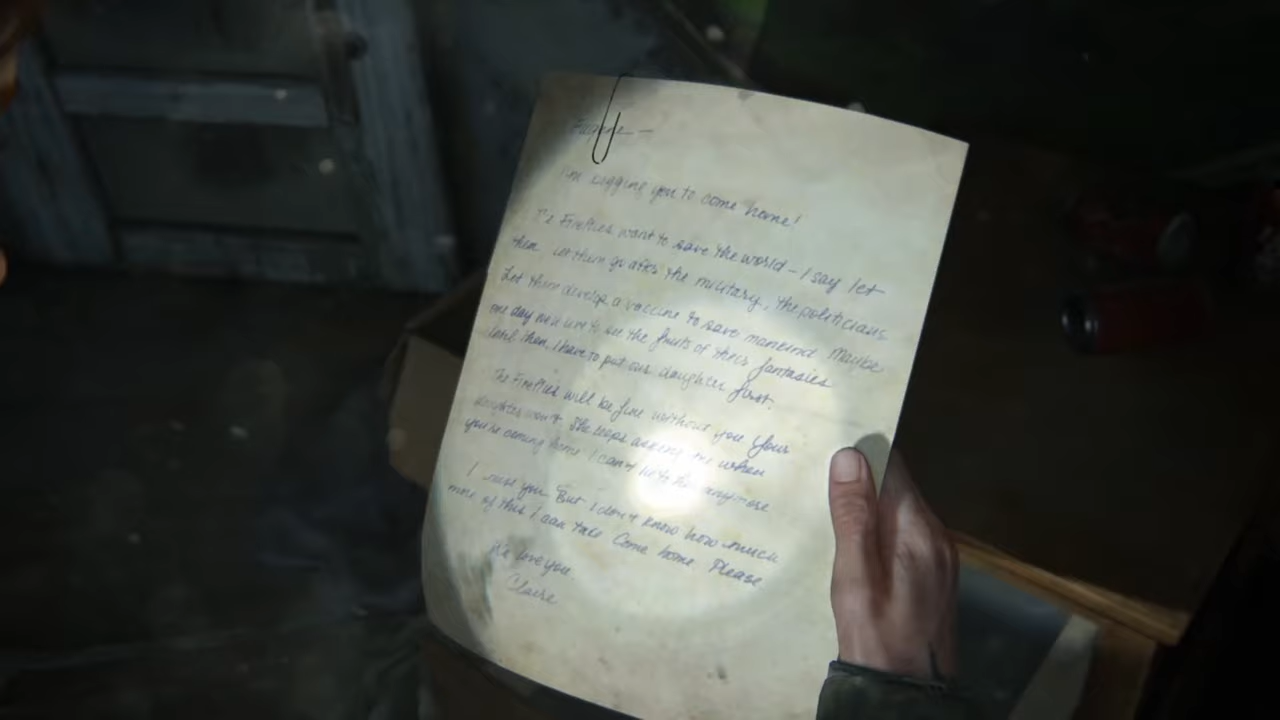 Eugene —
I'm begging you to come home!
The Fireflies want to save the world – I say let
them. Let them go after the military, the politicians.
Let them develop a vaccine to save mankind. Maybe
one day we'll see the fruits of their fantasies
Until then, I have to put our daughter first.
The Fireflies will be fine without you. Your
daughter won't. She keeps asking me when
you're coming home. I can't lie to her anymore
I miss you. But I don't know how much
more of this I can take. Come home. Please
We love you
Claire